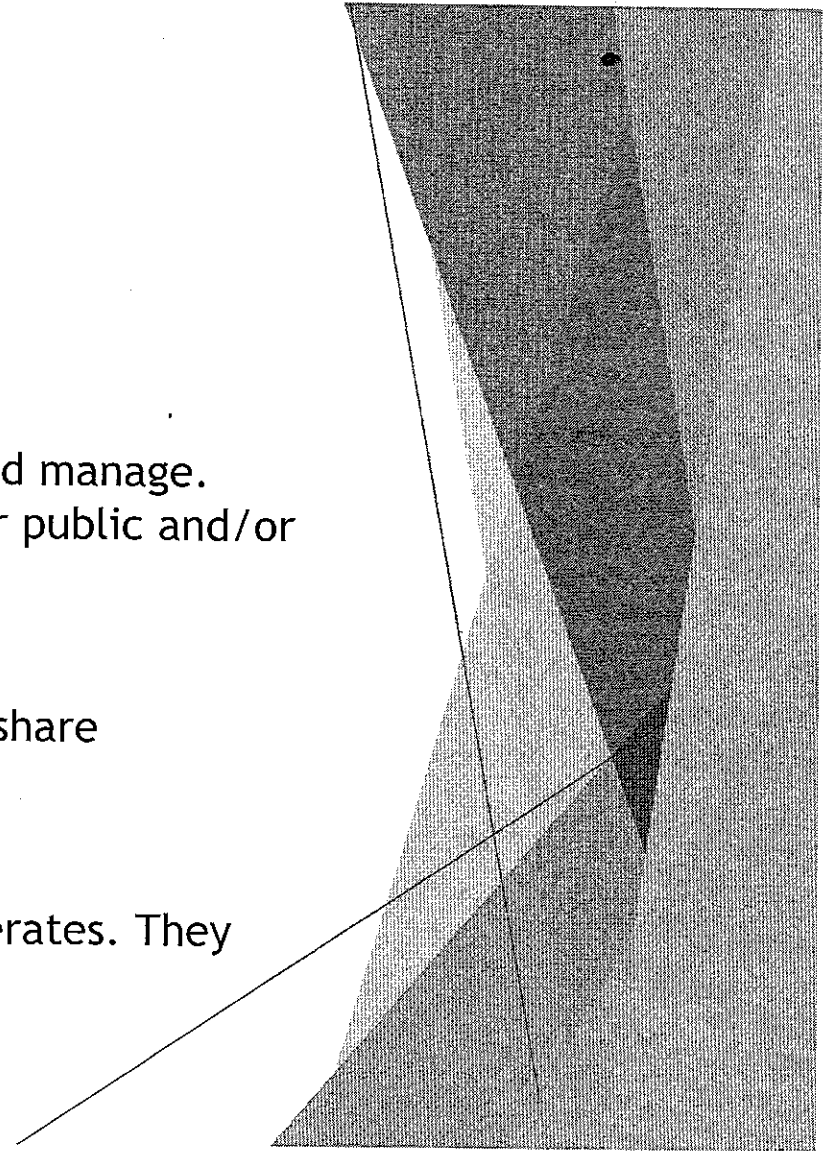 d manage.
r public and/or
share
erates. They